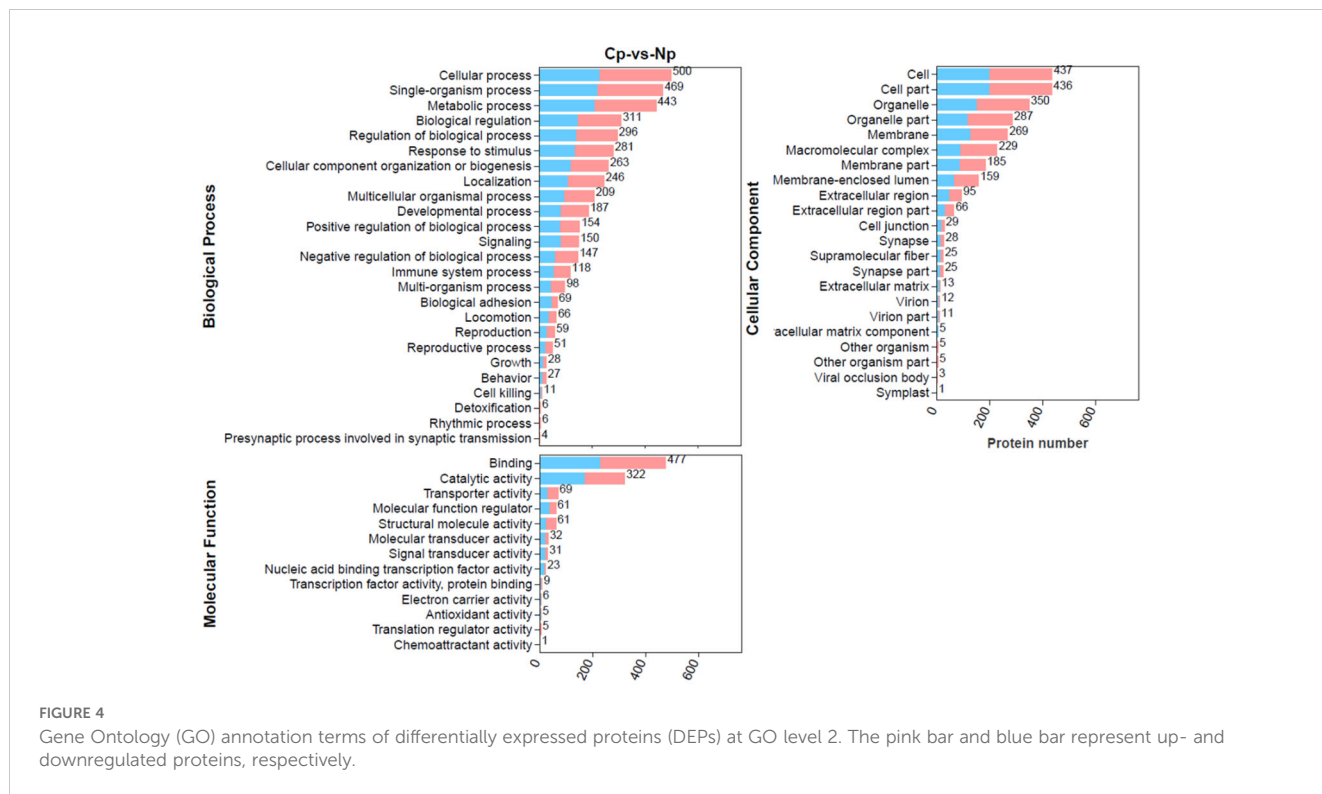 Cp-vs-Np
Biological Process
Cellular process 500
Single-organism process 469
Metabolic process 443
Biological regulation 311
Regulation of biological process 296
Response to stimulus 281
Cellular component organization or biogenesis 263
Localization 246
Multicellular organismal process 209
Developmental process 187
Positive regulation of biological process 154
Signaling 150
Negative regulation of biological process 147
Immune system process 118
Multi-organism process 98
Biological adhesion 69
Locomotion 66
Reproduction 59
Reproductive process 51
Growth 28
Behavior 27
Cell killing 11
Detoxification 6
Rhythmic process 6
Presynaptic process involved in synaptic transmission 4
Molecular Function
Binding 477
Catalytic activity 322
Transporter activity 69
Molecular function regulator 61
Structural molecule activity 61
Molecular transducer activity 32
Signal transducer activity 31
Nucleic acid binding transcription factor activity 23
Transcription factor activity, protein binding 9
Electron carrier activity 6
Antioxidant activity 5
Translation regulator activity 5
Chemoattractant activity 1
0 200 400 600
Cellular Component
Cell 437
Cell part 436
Organelle 350
Organelle part 287
Membrane 269
Macromolecular complex 229
Membrane part 185
Membrane-enclosed lumen 159
Extracellular region 95
Extracellular region part 66
Cell junction 29
Synapse 28
Supramolecular fiber 25
Synapse part 25
Extracellular matrix 13
Virion 12
Virion part 11
racellular matrix component 5
Other organism 5
Other organism part 5
Viral occlusion body 3
Symplast 1
0 200 400 600
Protein number
FIGURE 4
Gene Ontology (GO) annotation terms of differentially expressed proteins (DEPs) at GO level 2. The pink bar and blue bar represent up- and
downregulated proteins, respectively.